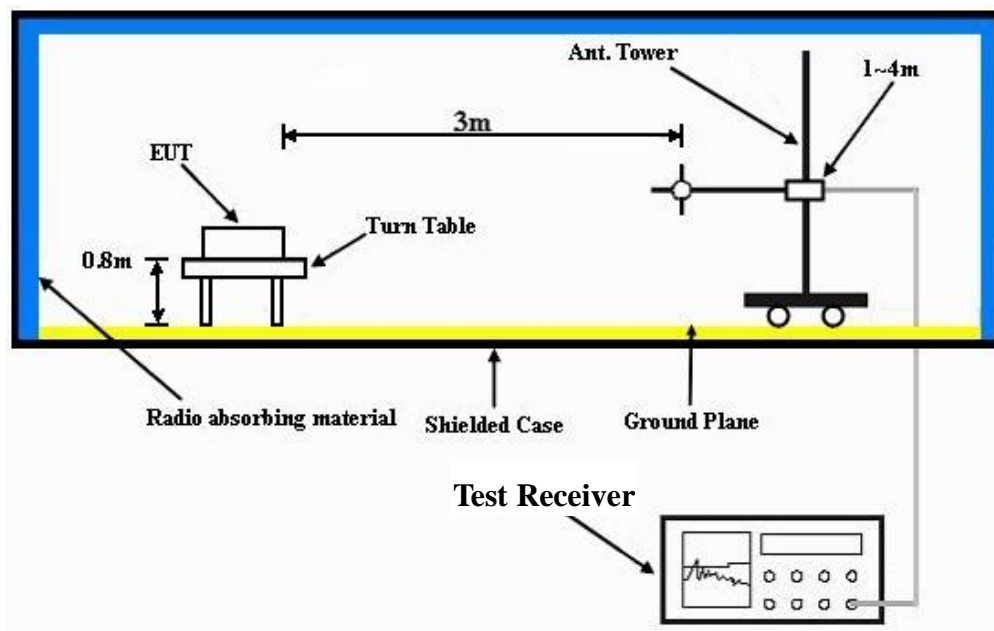 Ant. Tower
1~4m
3m
EUT
Turn Table
0.8m
Radio absorbing material
Shielded Case
Ground Plane
Test Receiver